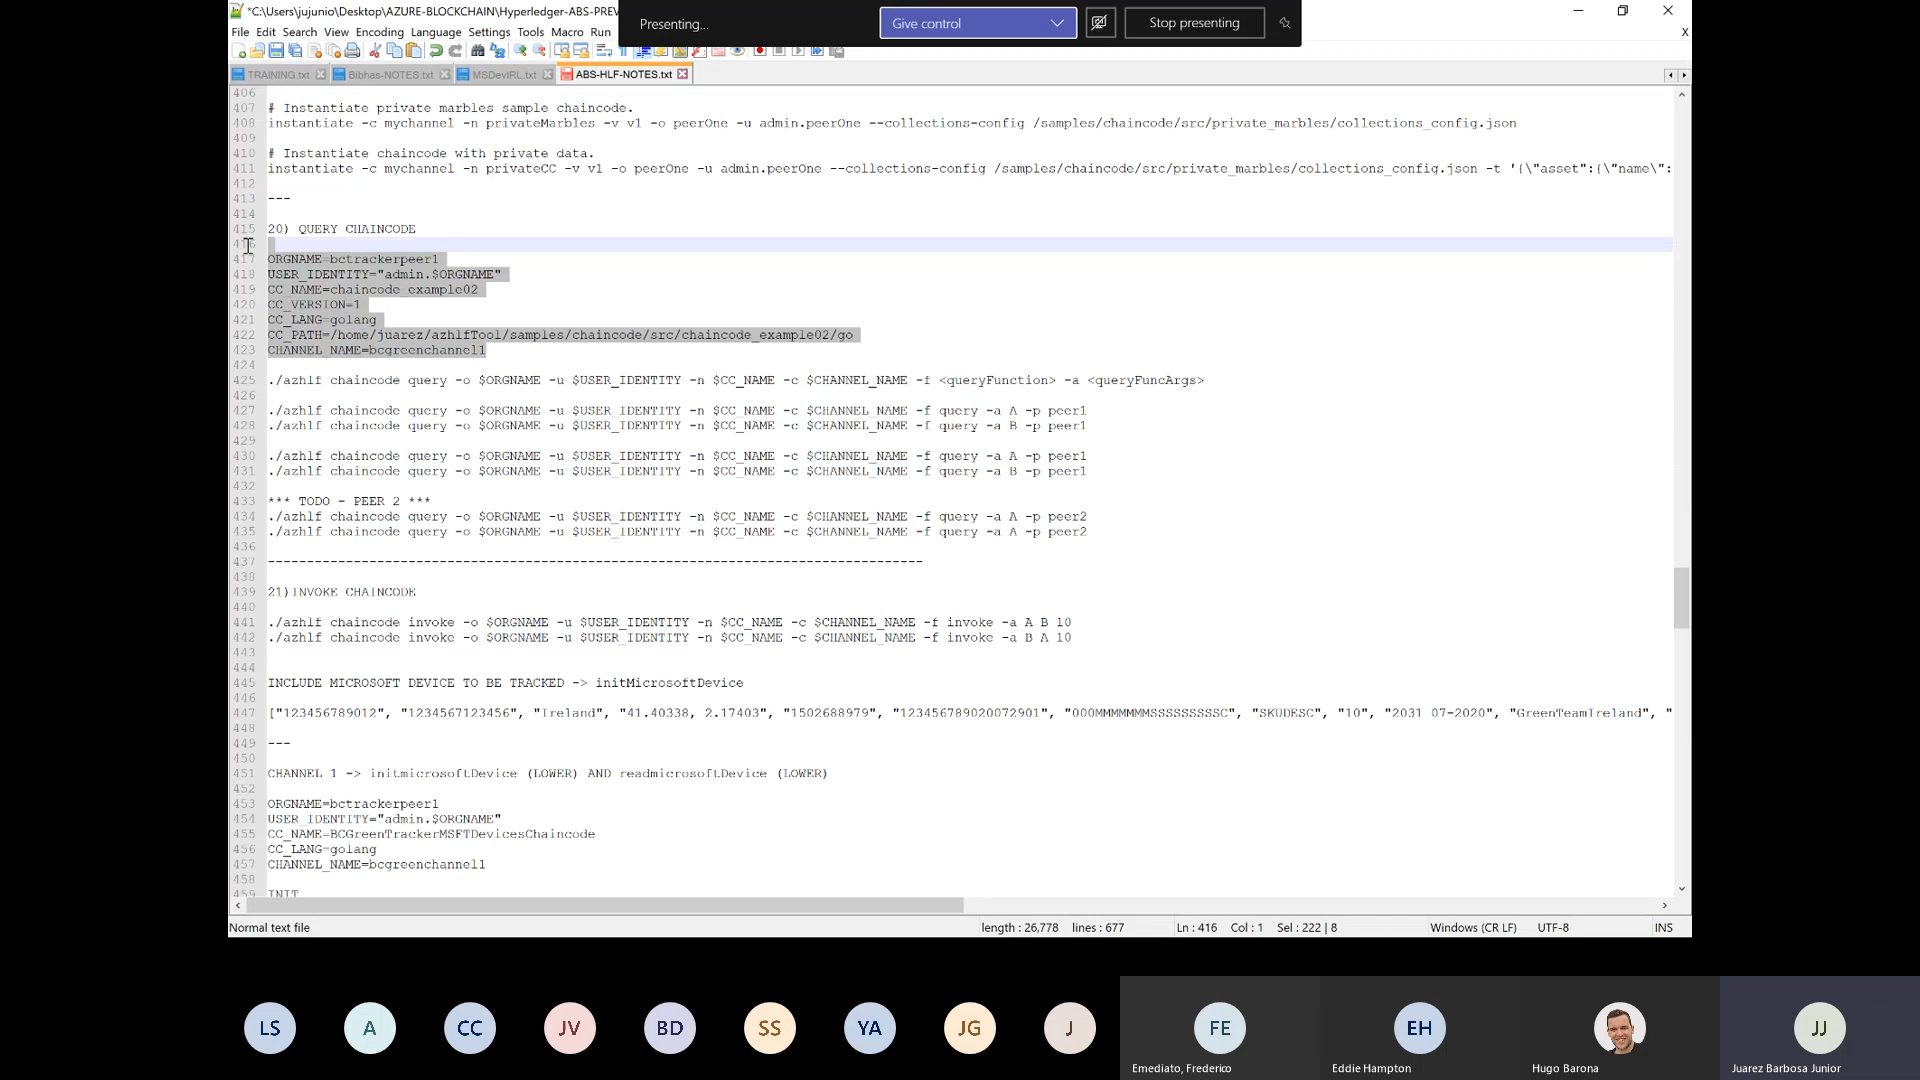 *C:\Users\jujunio\Desktop\AZURE-BLOCKCHAIN\Hyperledger-ABS-PREV
Presenting...
Give control
Stop presenting
File Edit Search View Encoding Language Settings Tools Macro Run
X
TRAINING.txt
Bibhas-NOTES.txt
MSDevIRL.txt
ABS-HLF-NOTES.txt
406
407 # Instantiate private marbles sample chaincode.
408 instantiate -c mychannel -n privateMarbles -v v1 -o peerOne -u admin.peerOne --collections-config /samples/chaincode/src/private_marbles/collections_config.json
409
410 # Instantiate chaincode with private data.
411 instantiate -c mychannel -n privateCC -v v1 -o peerOne -u admin.peerOne --collections-config /samples/chaincode/src/private_marbles/collections_config.json -t '{\"asset\":{\"name\":
412
413 ---
414
415 20) QUERY CHAINCODE
416
417 ORGNAME=bctrackerpeer1
418 USER_IDENTITY="admin.$ORGNAME"
419 CC_NAME=chaincode_example02
420 CC_VERSION=1
421 CC_LANG=golang
422 CC_PATH=/home/juarez/azhlfTool/samples/chaincode/src/chaincode_example02/go
423 CHANNEL_NAME=bcgreenchannel1
424
425 ./azhlf chaincode query -o $ORGNAME -u $USER_IDENTITY -n $CC_NAME -c $CHANNEL_NAME -f <queryFunction> -a <queryFuncArgs>
426
427 ./azhlf chaincode query -o $ORGNAME -u $USER_IDENTITY -n $CC_NAME -c $CHANNEL_NAME -f query -a A -p peer1
428 ./azhlf chaincode query -o $ORGNAME -u $USER_IDENTITY -n $CC_NAME -c $CHANNEL_NAME -f query -a B -p peer1
429
430 ./azhlf chaincode query -o $ORGNAME -u $USER_IDENTITY -n $CC_NAME -c $CHANNEL_NAME -f query -a A -p peer1
431 ./azhlf chaincode query -o $ORGNAME -u $USER_IDENTITY -n $CC_NAME -c $CHANNEL_NAME -f query -a B -p peer1
432
433 *** TODO - PEER 2 ***
434 ./azhlf chaincode query -o $ORGNAME -u $USER_IDENTITY -n $CC_NAME -c $CHANNEL_NAME -f query -a A -p peer2
435 ./azhlf chaincode query -o $ORGNAME -u $USER_IDENTITY -n $CC_NAME -c $CHANNEL_NAME -f query -a A -p peer2
436
437 ------------------------------------------------------------------------------------
438
439 21)INVOKE CHAINCODE
440
441 ./azhlf chaincode invoke -o $ORGNAME -u $USER_IDENTITY -n $CC_NAME -c $CHANNEL_NAME -f invoke -a A B 10
442 ./azhlf chaincode invoke -o $ORGNAME -u $USER_IDENTITY -n $CC_NAME -c $CHANNEL_NAME -f invoke -a B A 10
443
444
445 INCLUDE MICROSOFT DEVICE TO BE TRACKED -> initMicrosoftDevice
446
447 ["123456789012", "1234567123456", "Ireland", "41.40338, 2.17403", "1502688979", "123456789020072901", "000MMMMMMMSSSSSSSSSC", "SKUDESC", "10", "2031 07-2020", "GreenTeamIreland", "
448
449 ---
450
451 CHANNEL 1 -> initmicrosoftDevice (LOWER) AND readmicrosoftDevice (LOWER)
452
453 ORGNAME=bctrackerpeer1
454 USER_IDENTITY="admin.$ORGNAME"
455 CC_NAME=BCGreenTrackerMSFTDevicesChaincode
456 CC_LANG=golang
457 CHANNEL_NAME=bcgreenchannel1
458
459 INIT
Normal text file
length : 26,778 lines : 677
Ln : 416 Col : 1 Sel : 222 | 8
Windows (CR LF)
UTF-8
INS
LS
A
CC
JV
BD
SS
YA
JG
J
FE
EH
JJ
Emediato, Frederico
Eddie Hampton
Hugo Barona
Juarez Barbosa Junior